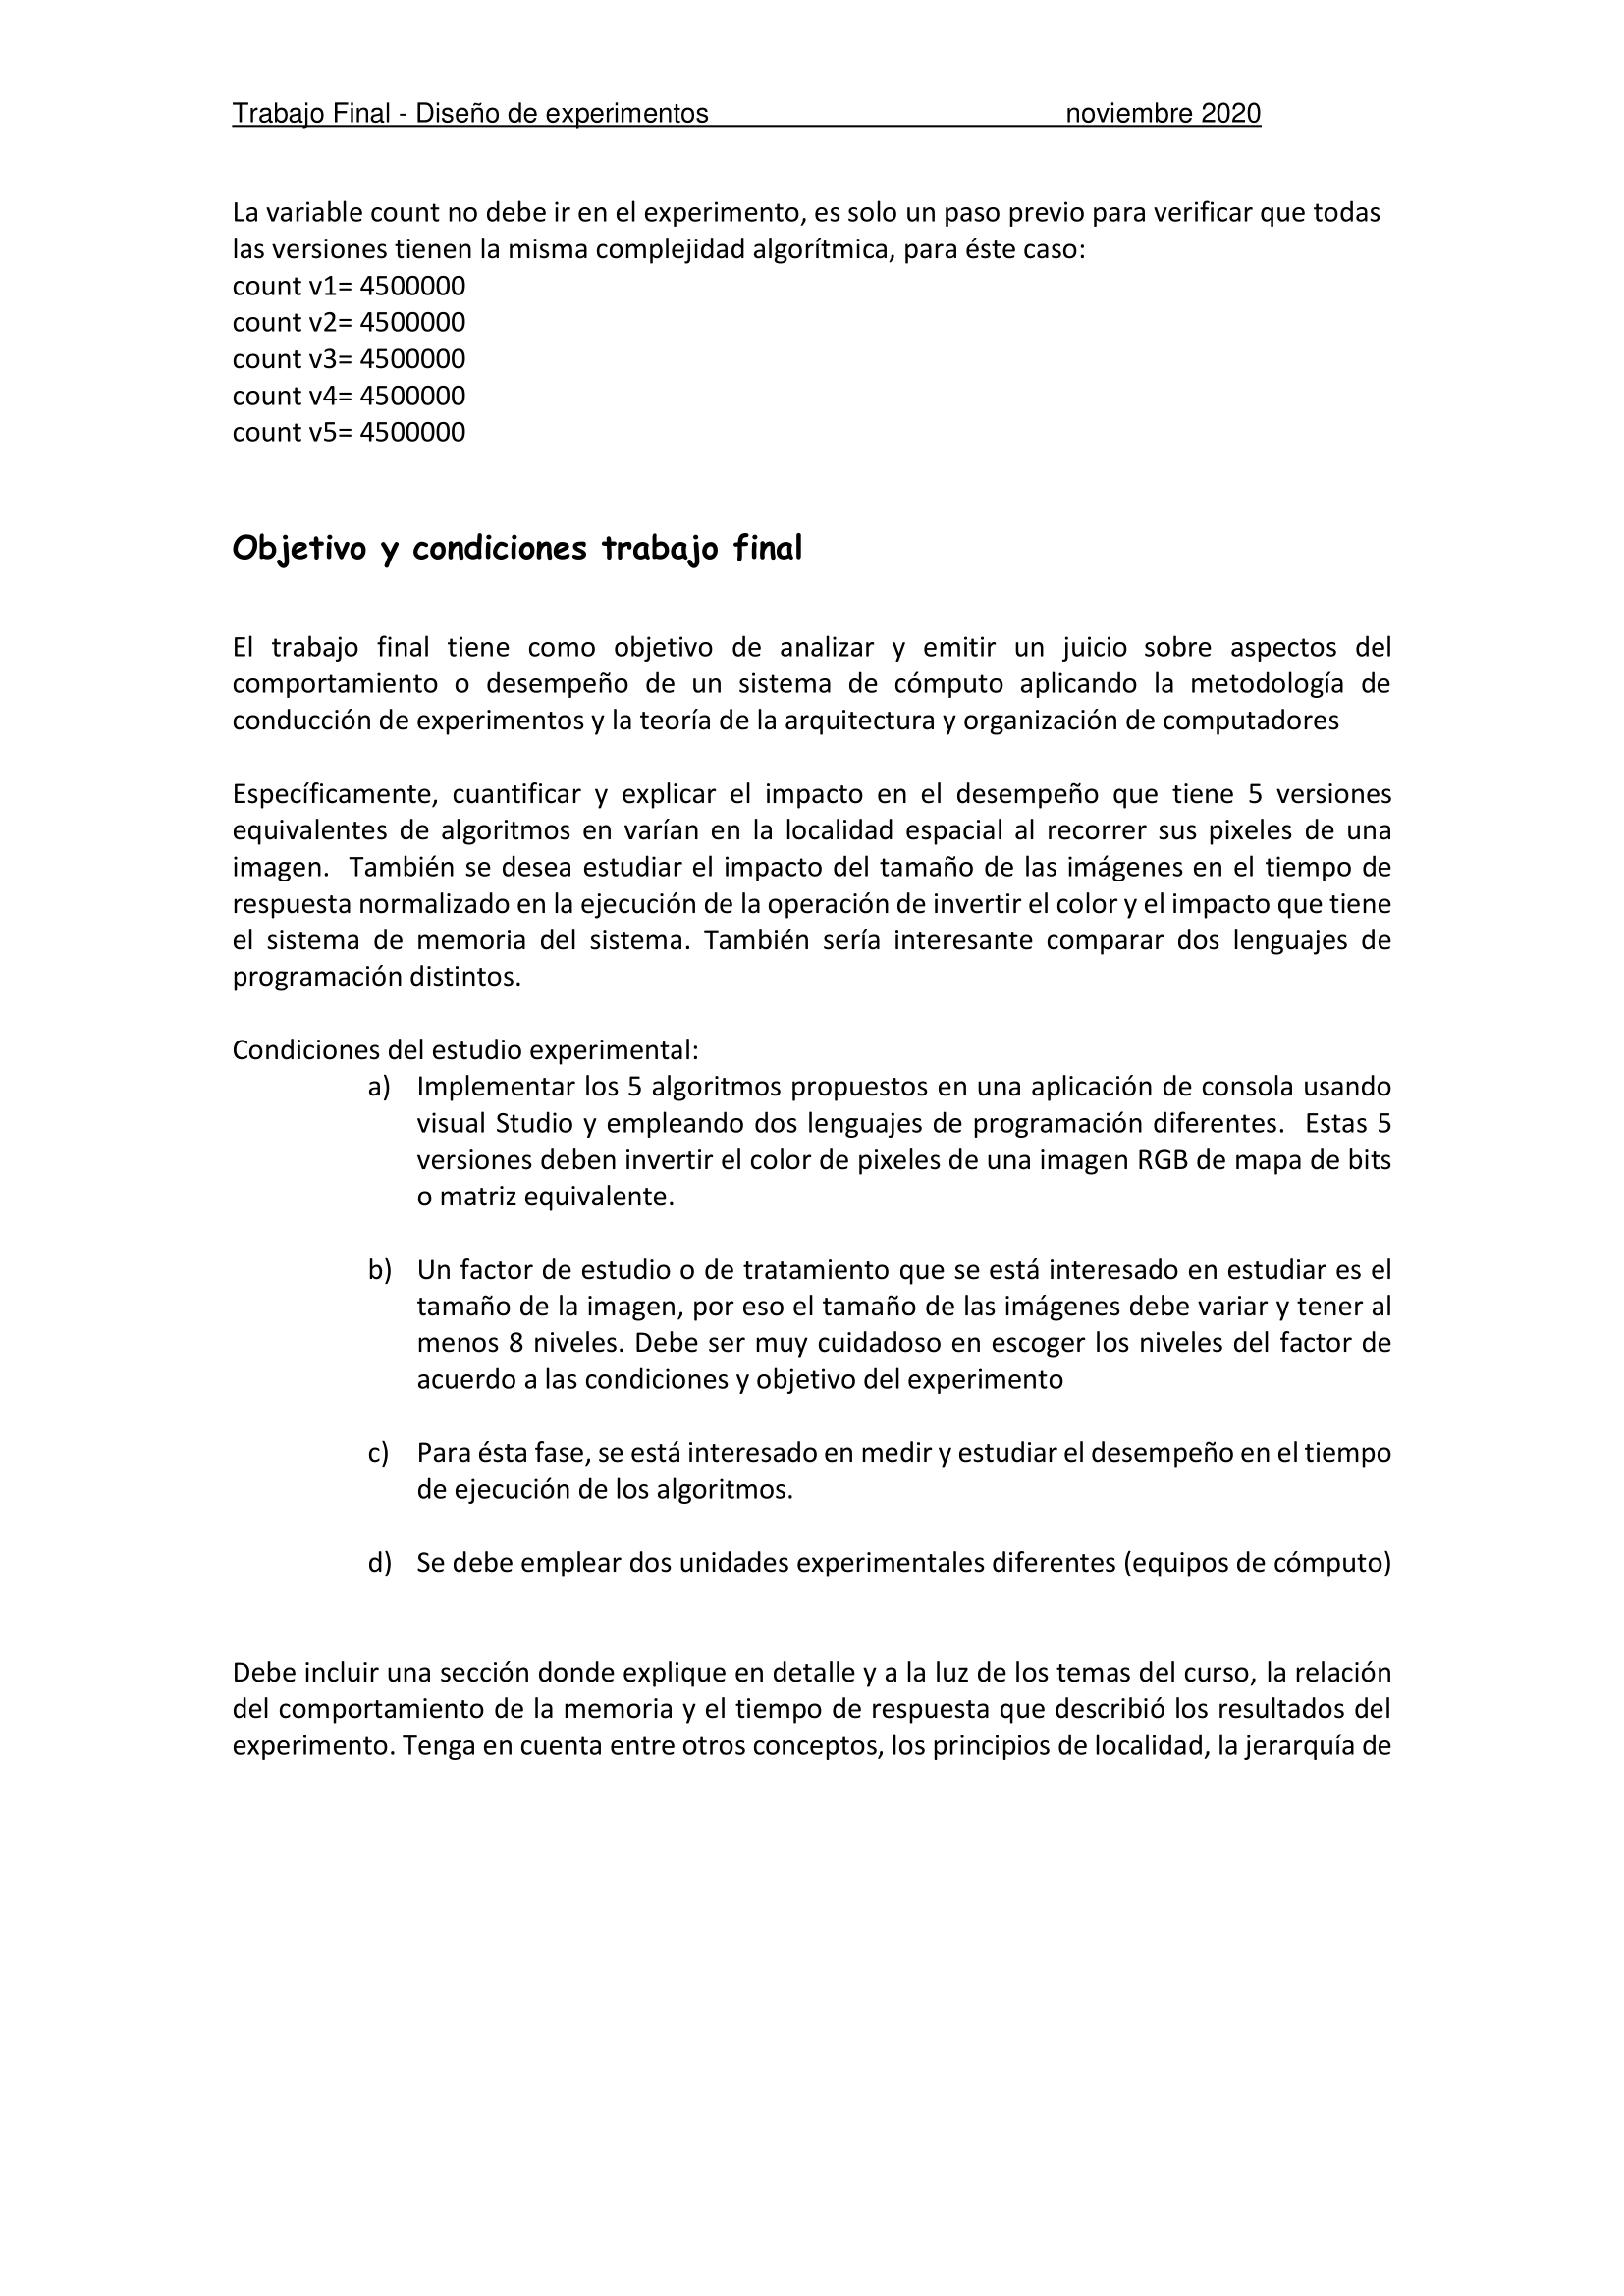 Trabajo Final - Diseño de experimentos noviembre 2020
La variable count no debe ir en el experimento, es solo un paso previo para verificar que todas
las versiones tienen la misma complejidad algorítmica, para éste caso:
count v1= 4500000
count v2= 4500000
count v3= 4500000
count v4= 4500000
count v5= 4500000
Objetivo y condiciones trabajo final
El trabajo final tiene como objetivo de analizar y emitir un juicio sobre aspectos del
comportamiento o desempeño de un sistema de cómputo aplicando la metodología de
conducción de experimentos y la teoría de la arquitectura y organización de computadores
Específicamente, cuantificar y explicar el impacto en el desempeño que tiene 5 versiones
equivalentes de algoritmos en varían en la localidad espacial al recorrer sus pixeles de una
imagen. También se desea estudiar el impacto del tamaño de las imágenes en el tiempo de
respuesta normalizado en la ejecución de la operación de invertir el color y el impacto que tiene
el sistema de memoria del sistema. También sería interesante comparar dos lenguajes de
programación distintos.
Condiciones del estudio experimental:
a) Implementar los 5 algoritmos propuestos en una aplicación de consola usando
visual Studio y empleando dos lenguajes de programación diferentes. Estas 5
versiones deben invertir el color de pixeles de una imagen RGB de mapa de bits
o matriz equivalente.
b) Un factor de estudio o de tratamiento que se está interesado en estudiar es el
tamaño de la imagen, por eso el tamaño de las imágenes debe variar y tener al
menos 8 niveles. Debe ser muy cuidadoso en escoger los niveles del factor de
acuerdo a las condiciones y objetivo del experimento
c) Para ésta fase, se está interesado en medir y estudiar el desempeño en el tiempo
de ejecución de los algoritmos.
d) Se debe emplear dos unidades experimentales diferentes (equipos de cómputo)
Debe incluir una sección donde explique en detalle y a la luz de los temas del curso, la relación
del comportamiento de la memoria y el tiempo de respuesta que describió los resultados del
experimento. Tenga en cuenta entre otros conceptos, los principios de localidad, la jerarquía de